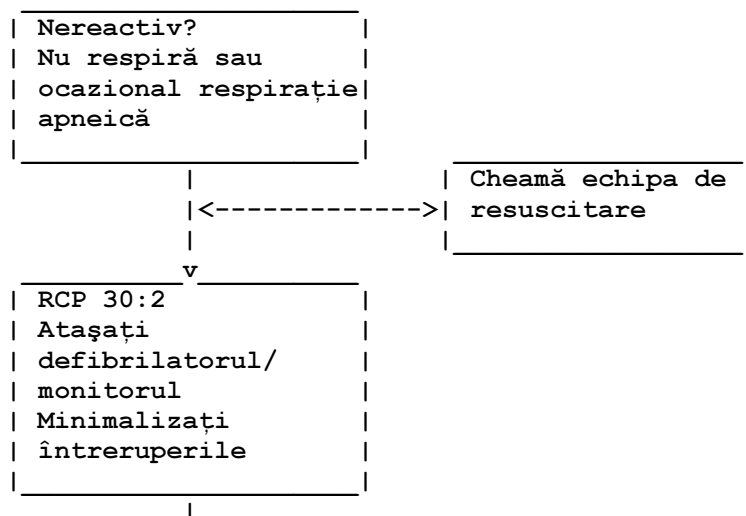 Nereactiv?
Nu respiră sau
ocazional respirație
apneică
Cheamă echipa de
resuscitare
RCP 30:2
Ataşați
defibrilatorul/
monitorul
Minimalizați
întreruperile